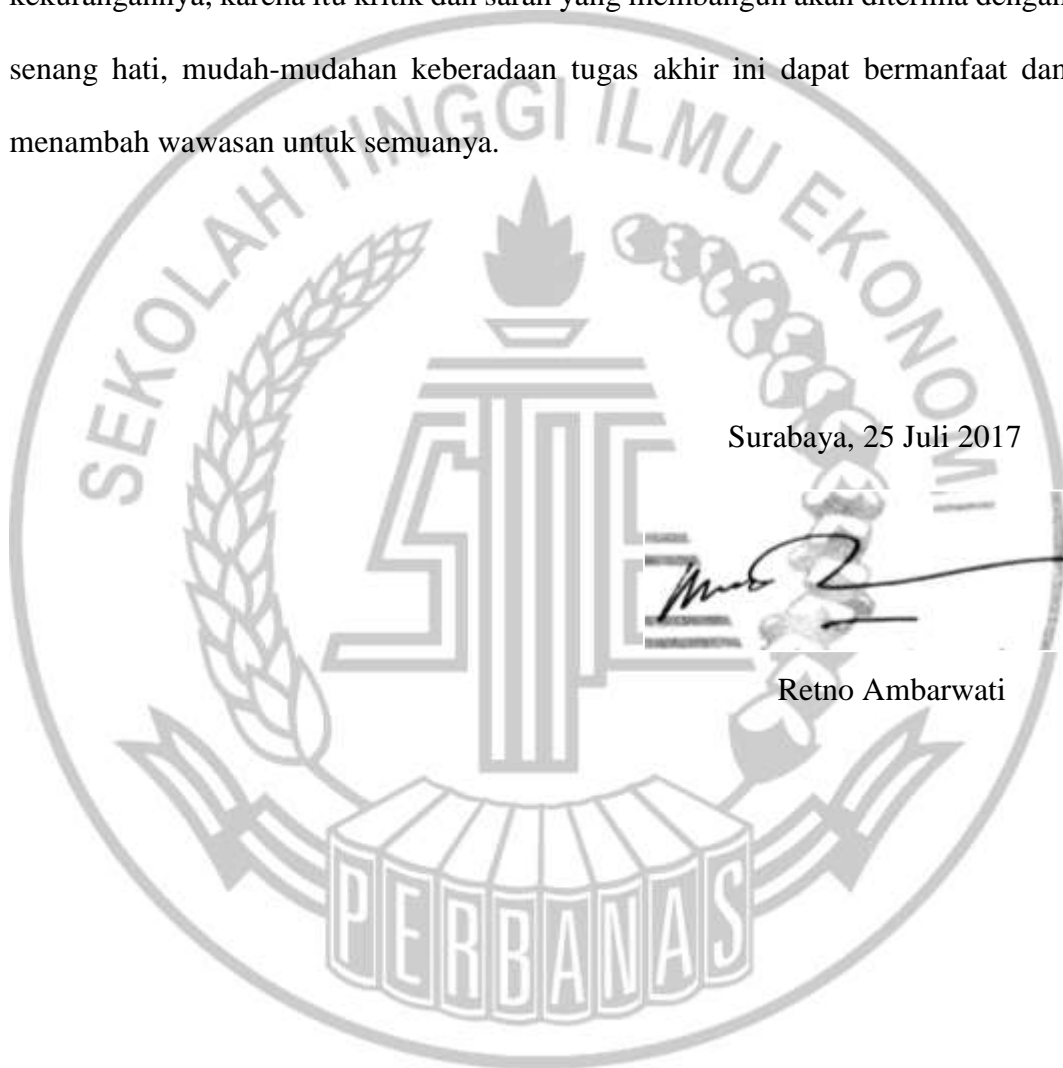 kekurangannya, karena itu kritik dan saran yang membangun akan diterima dengan
senang hati, mudah-mudahan keberadaan tugas akhir ini dapat bermanfaat dan
menambah wawasan untuk semuanya.
SEKOLAH TINGGI ILMU EKONOMI
Surabaya, 25 Juli 2017
STIE
Retno Ambarwati
PERBANAS